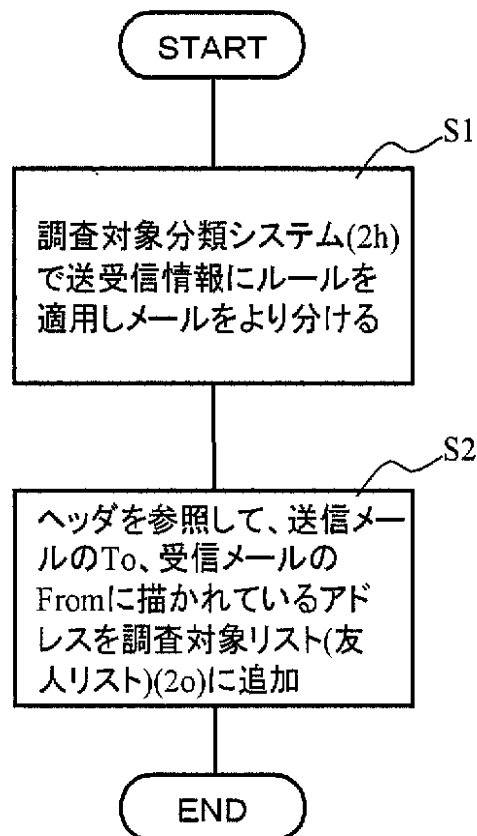 START
S1
調査対象分類システム(2h)
で送受信情報にルールを
適用しメールをより分ける
S2
ヘッダを参照して、送信メー
ルのTo、受信メールの
Fromに描かれているアド
レスを調査対象リスト(友
人リスト)(2o)に追加
END